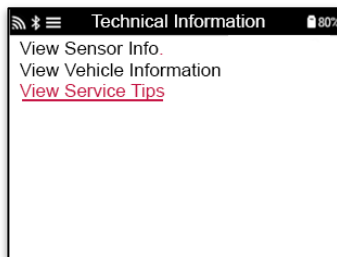 Technical Information
80%
View Sensor Info.
View Vehicle Information
View Service Tips